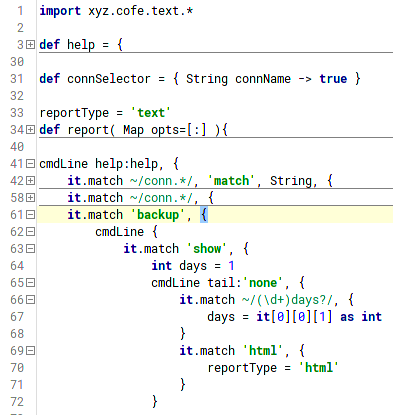 1 import xyz.cofe.text.*
2
3 def help = {
30
31 def connSelector = { String connName -> true }
32
33 reportType = 'text'
34 def report( Map opts=[:] ){
40
41 cmdLine help:help, {
42 it.match ~/conn.*/, 'match', String, {
58 it.match ~/conn.*/, {
61 it.match 'backup', {
62 cmdLine {
63 it.match 'show', {
64 int days = 1
65 cmdLine tail:'none', {
66 it.match ~/(\d+)days?/, {
67 days = it[0][0][1] as int
68 }
69 it.match 'html', {
70 reportType = 'html'
71 }
72 }